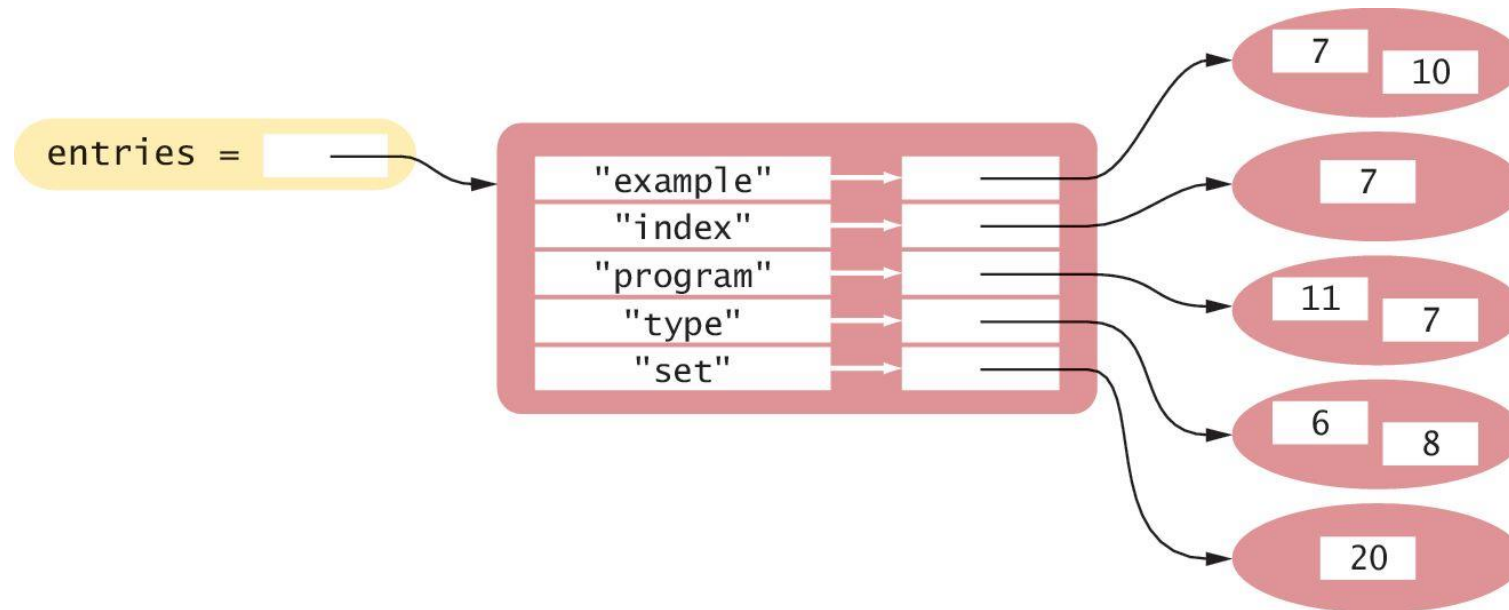 entries =
"example"
"index"
"program"
"type"
"set"
7
10
7
11
7
6
8
20